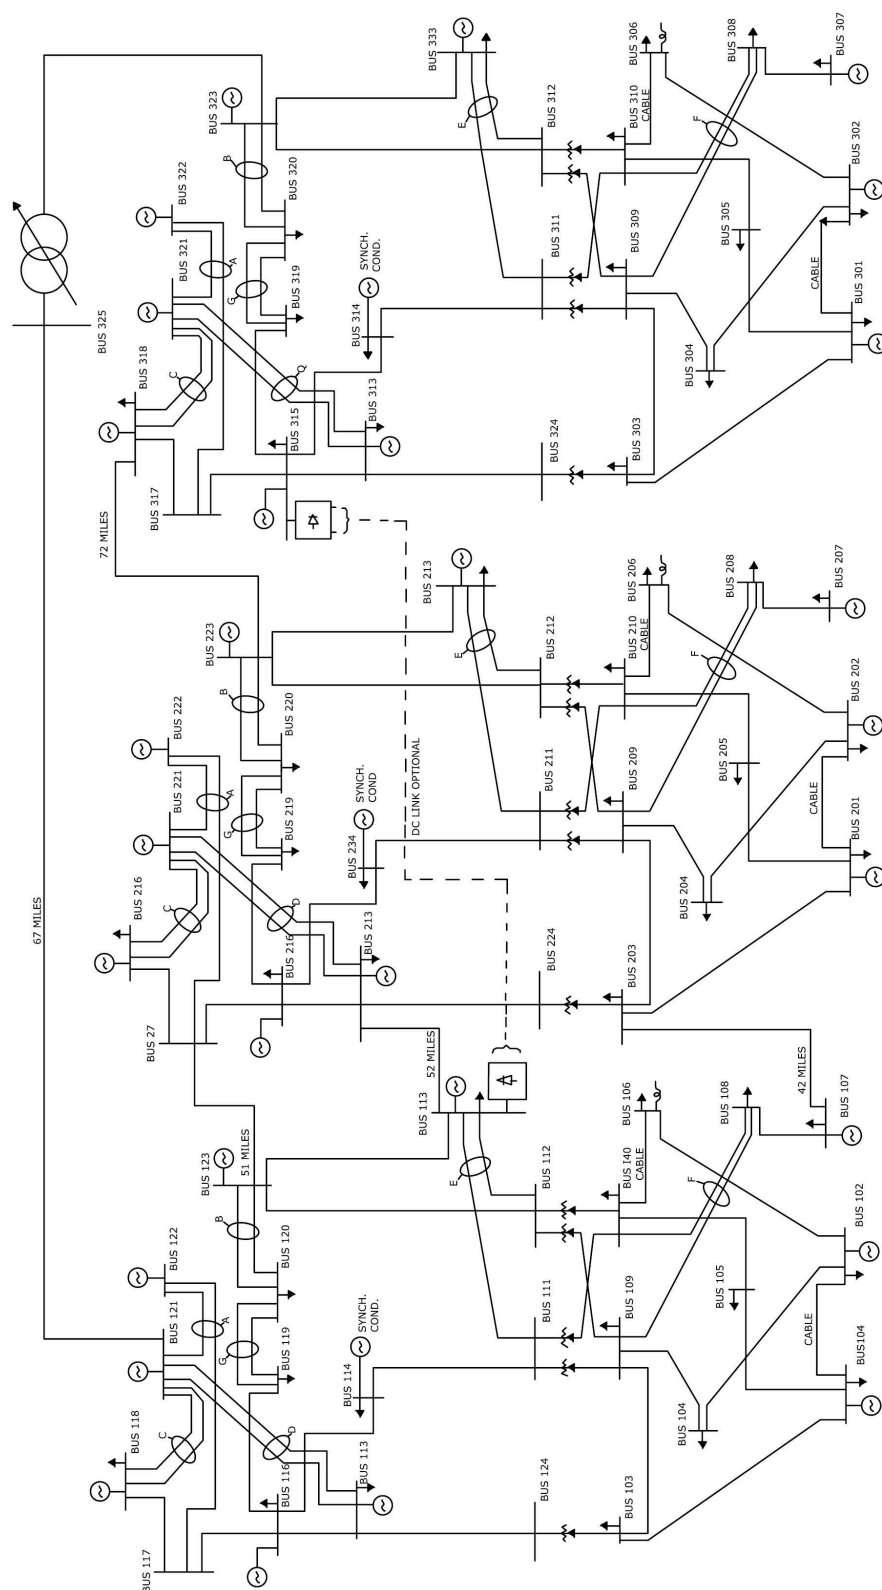 67 MILES
BUS 325
72 MILES
51 MILES
52 MILES
42 MILES
DC LINK OPTIONAL
BUS 117
BUS 118
C
BUS 121
BUS 122
A
BUS 123
B
G
BUS 119
BUS 120
BUS 116
D
BUS 113
BUS 114
SYNCH.
COND.
BUS 113
E
BUS 124
BUS 111
BUS 112
BUS 103
BUS 109
BUS I40
CABLE
BUS 106
BUS 104
BUS 105
F
BUS 108
BUS104
CABLE
BUS 102
BUS 107
BUS 27
BUS 216
C
BUS 221
BUS 222
A
BUS 223
B
G
BUS 219
BUS 220
BUS 216
D
BUS 213
BUS 234
SYNCH.
COND
BUS 213
E
BUS 224
BUS 211
BUS 212
BUS 203
BUS 209
BUS 210
CABLE
BUS 206
BUS 204
BUS 205
F
BUS 208
BUS 201
CABLE
BUS 202
BUS 207
BUS 317
BUS 318
C
BUS 321
BUS 322
A
BUS 323
B
G
BUS 319
BUS 320
BUS 315
Q
BUS 313
BUS 314
SYNCH.
COND.
BUS 333
E
BUS 324
BUS 311
BUS 312
BUS 303
BUS 309
BUS 310
CABLE
BUS 306
BUS 304
BUS 305
F
BUS 308
BUS 301
CABLE
BUS 302
BUS 307